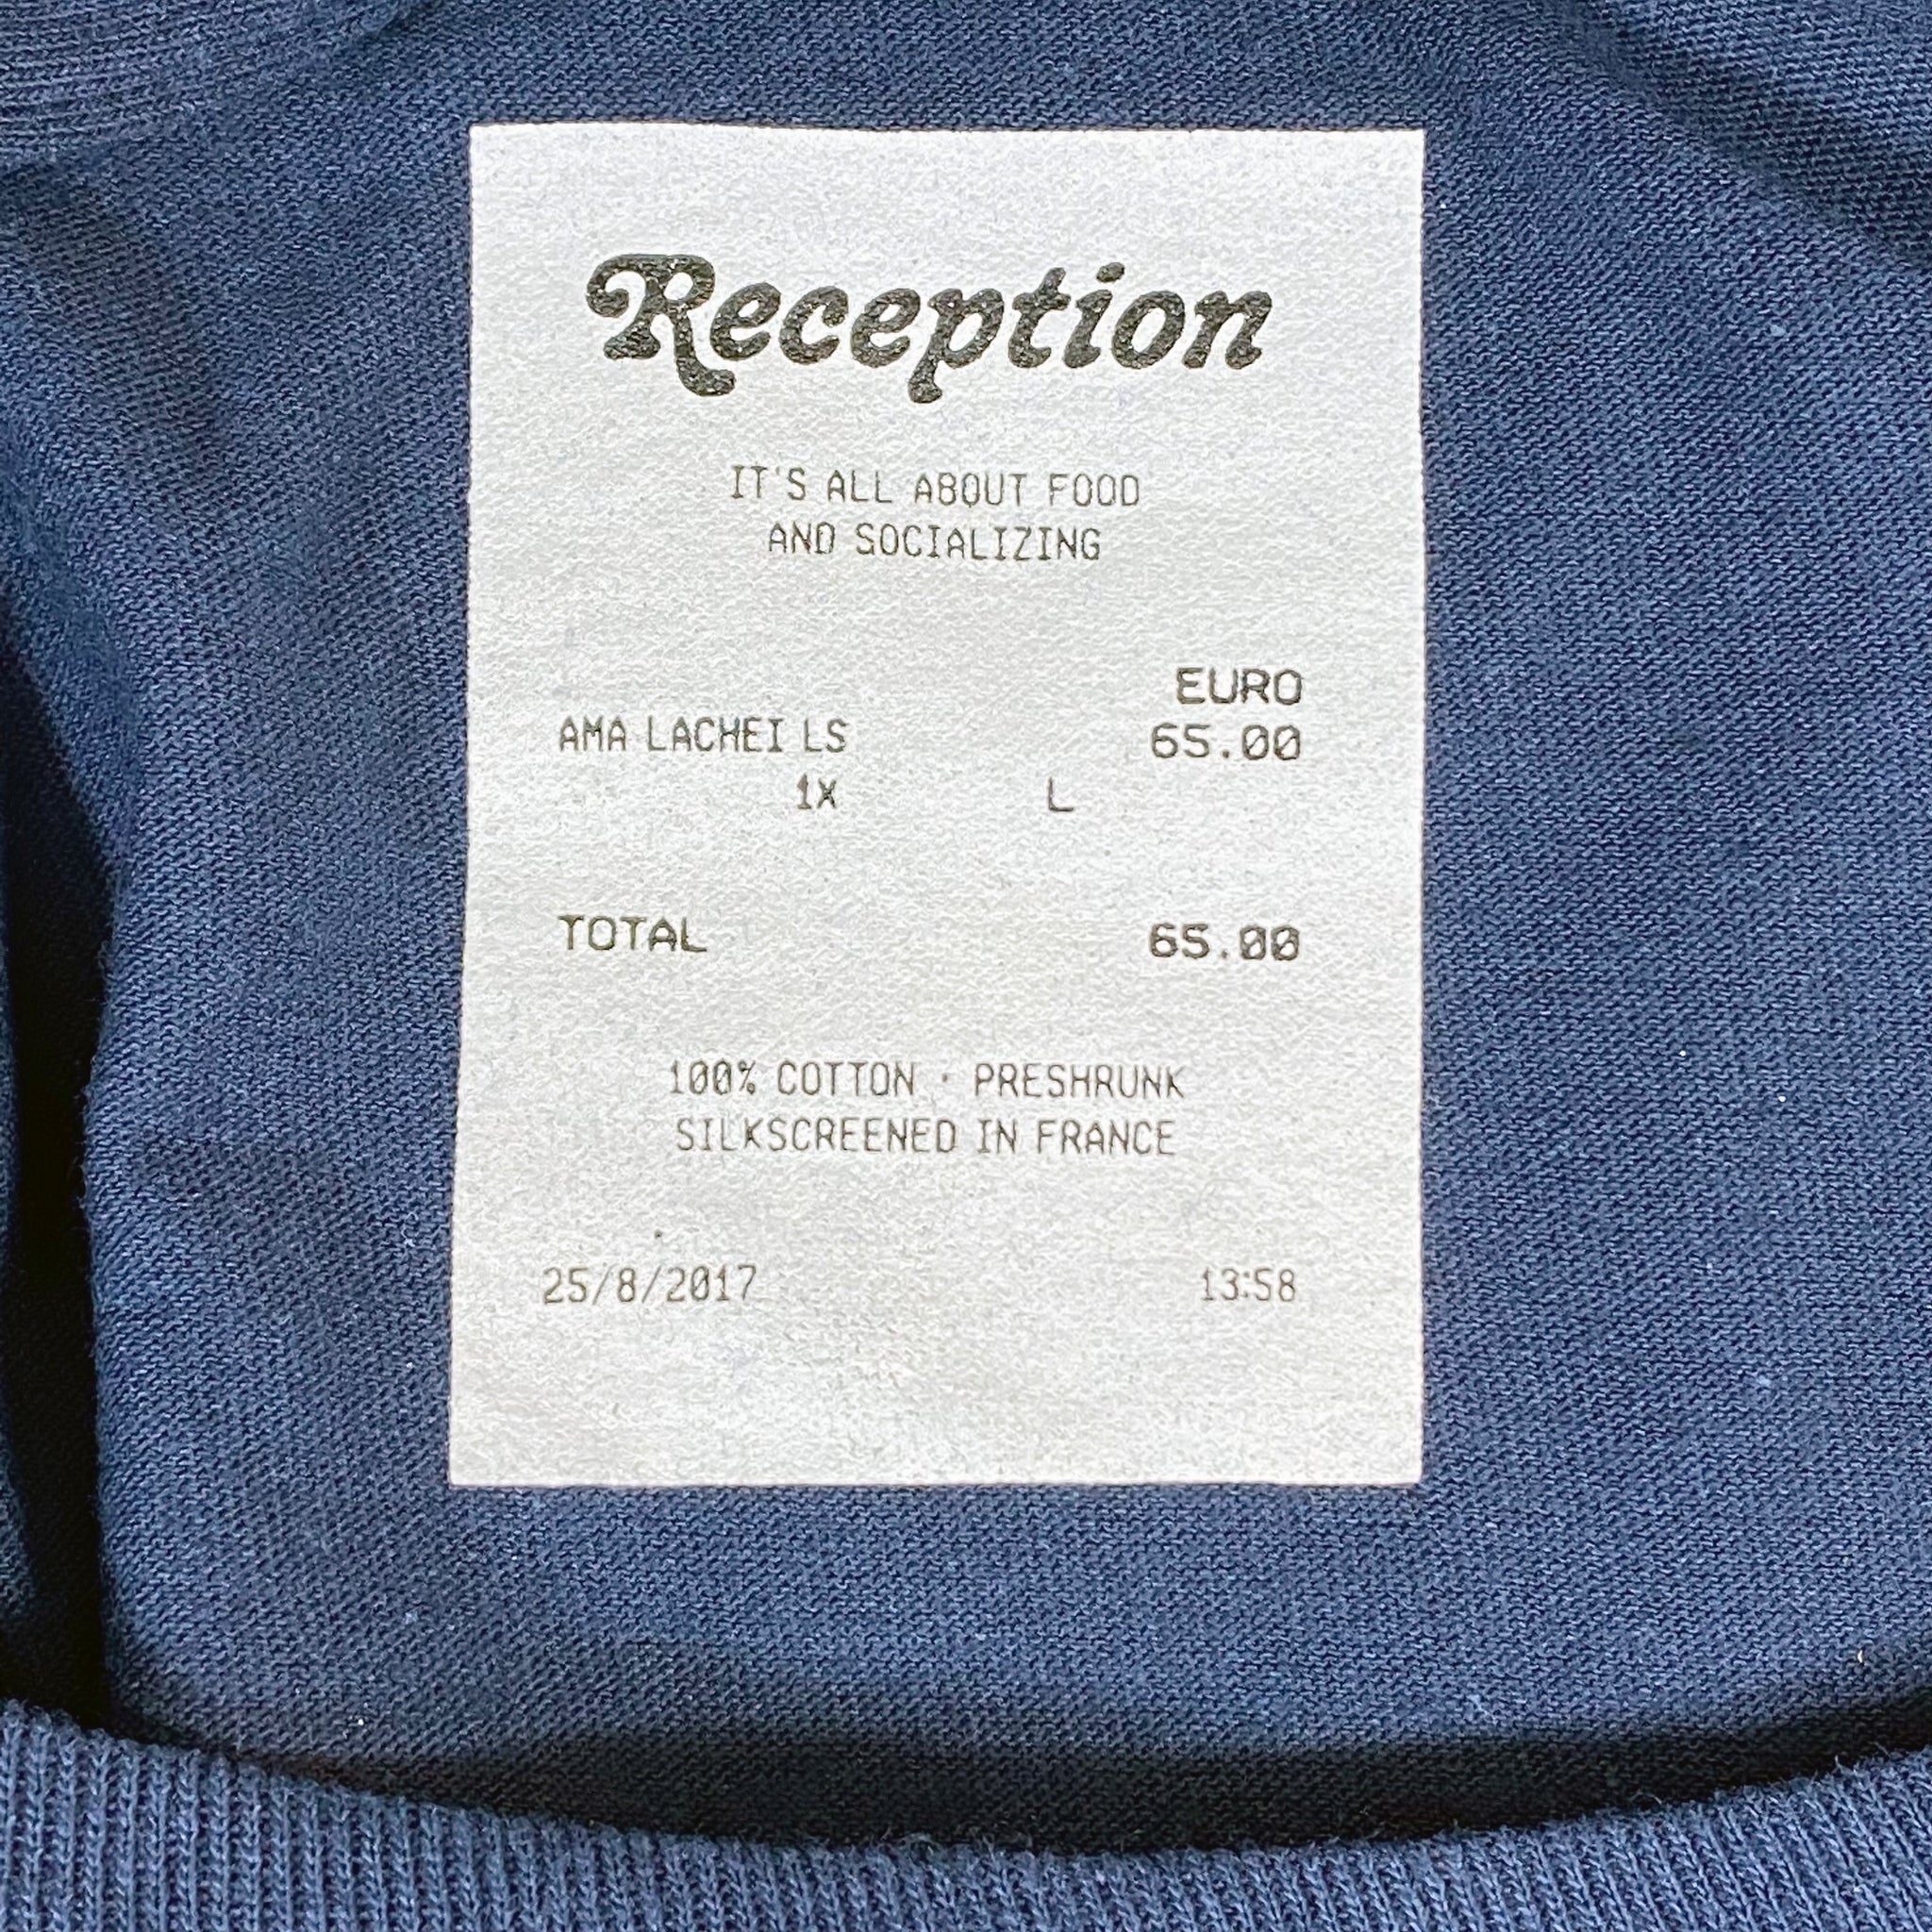 Reception
IT'S ALL ABOUT FOOD
AND SOCIALIZING
EURO
AMA LACHEI LS 65.00
1X L
TOTAL 65.00
100% COTTON · PRESHRUNK
SILKSCREENED IN FRANCE
25/8/2017 13:58